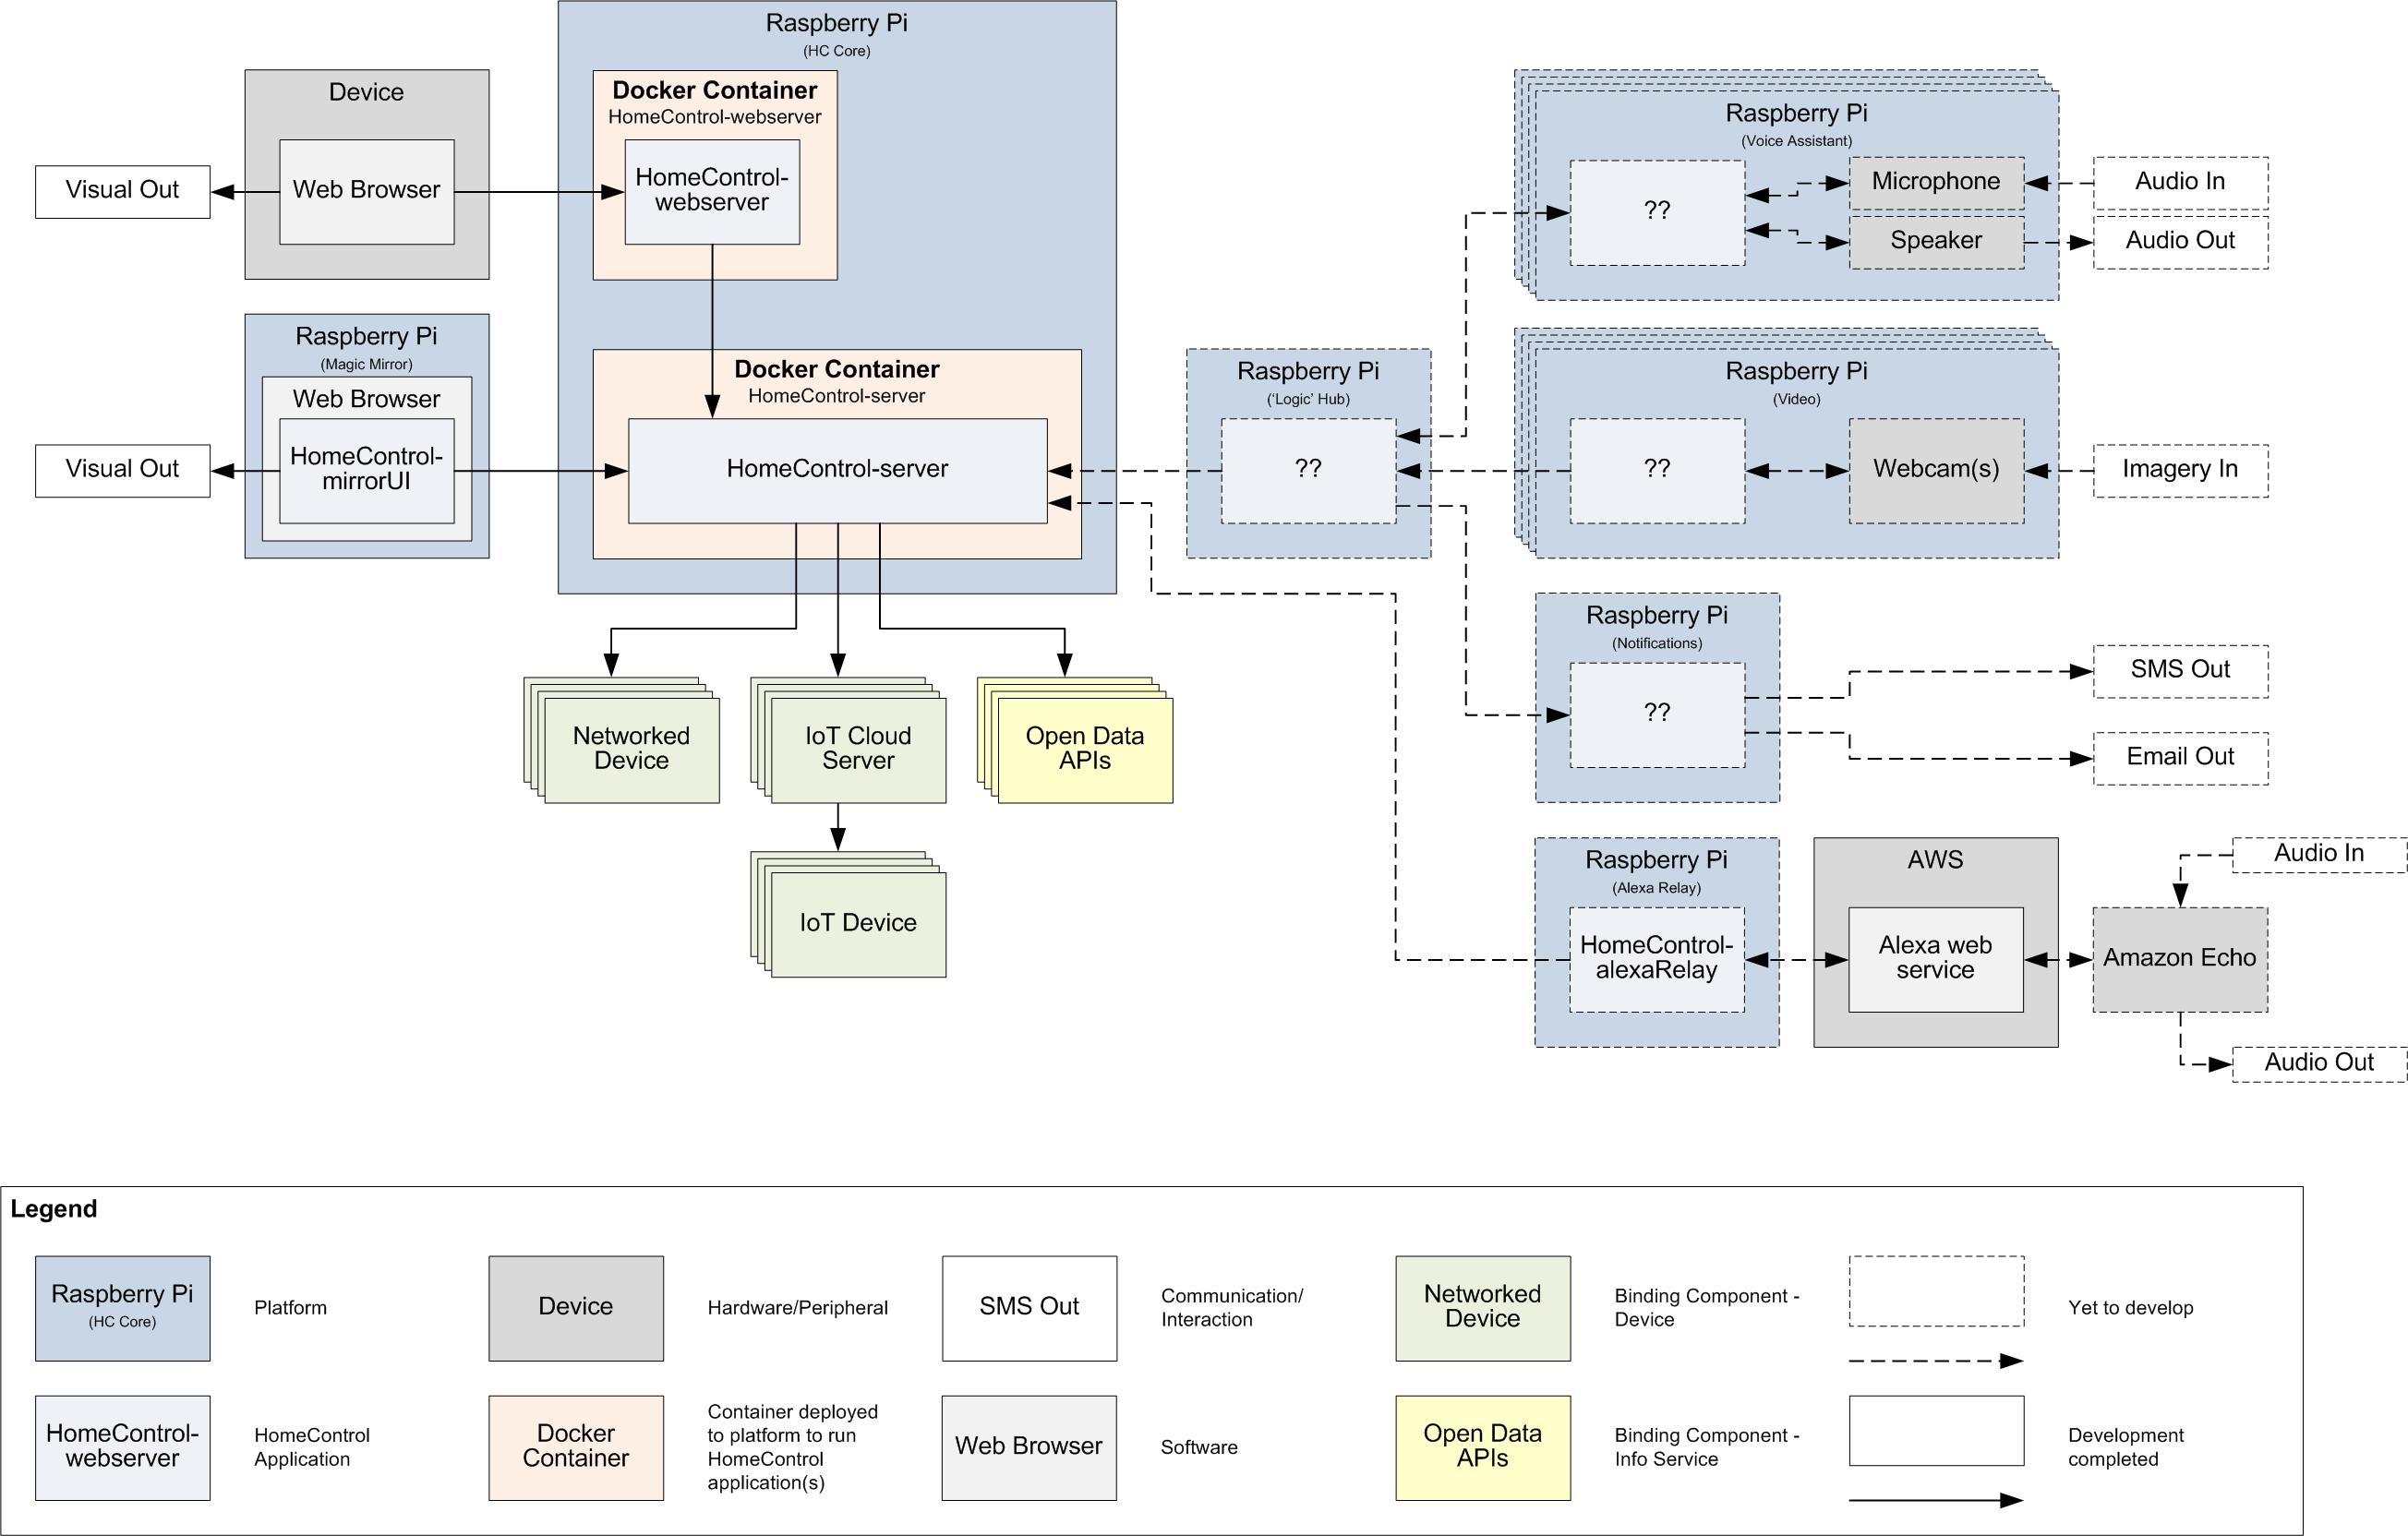 Raspberry Pi
(HC Core)
Device
Web Browser
Visual Out
Docker Container
HomeControl-webserver
HomeControl-
webserver
Raspberry Pi
(Magic Mirror)
Web Browser
HomeControl-
mirrorUI
Visual Out
Docker Container
HomeControl-server
HomeControl-server
Networked
Device
IoT Cloud
Server
Open Data
APIs
IoT Device
Raspberry Pi
(‘Logic’ Hub)
??
Raspberry Pi
(Voice Assistant)
??
Microphone
Speaker
Audio In
Audio Out
Raspberry Pi
(Video)
??
Webcam(s)
Imagery In
Raspberry Pi
(Notifications)
??
SMS Out
Email Out
Raspberry Pi
(Alexa Relay)
HomeControl-
alexaRelay
AWS
Alexa web
service
Amazon Echo
Audio In
Audio Out
Legend
Raspberry Pi
(HC Core)
Platform
Device
Hardware/Peripheral
SMS Out
Communication/
Interaction
Networked
Device
Binding Component -
Device
Yet to develop
HomeControl-
webserver
HomeControl
Application
Docker
Container
Container deployed
to platform to run
HomeControl
application(s)
Web Browser
Software
Open Data
APIs
Binding Component -
Info Service
Development
completed